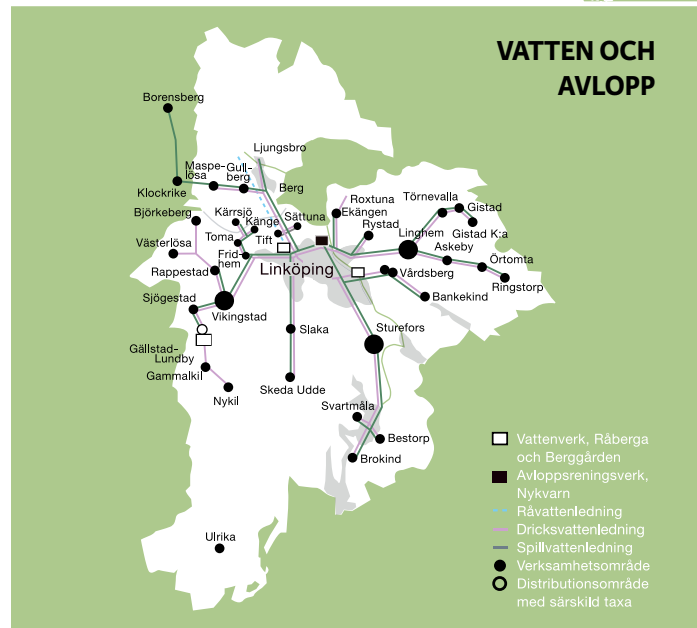 VATTEN OCH
AVLOPP
Borensberg
Ljungsbro
Maspe-
lösa
Gull-
berg
Berg
Klockrike
Björkeberg
Kärrsjö
Känge
Sättuna
Toma
Tift
Roxtuna
Ekängen
Rystad
Törnevalla
Gistad
Gistad K:a
Linghem
Askeby
Örtomta
Ringstorp
Västerlösa
Frid-
hem
Linköping
Rappestad
Vårdsberg
Bankekind
Sjögestad
Vikingstad
Slaka
Sturefors
Gällstad-
Lundby
Gammalkil
Nykil
Skeda Udde
Svartmåla
Bestorp
Brokind
Ulrika
Vattenverk, Råberga
och Berggården
Avloppsreningsverk,
Nykvarn
Råvattenledning
Dricksvattenledning
Spillvattenledning
Verksamhetsområde
Distributionsområde
med särskild taxa